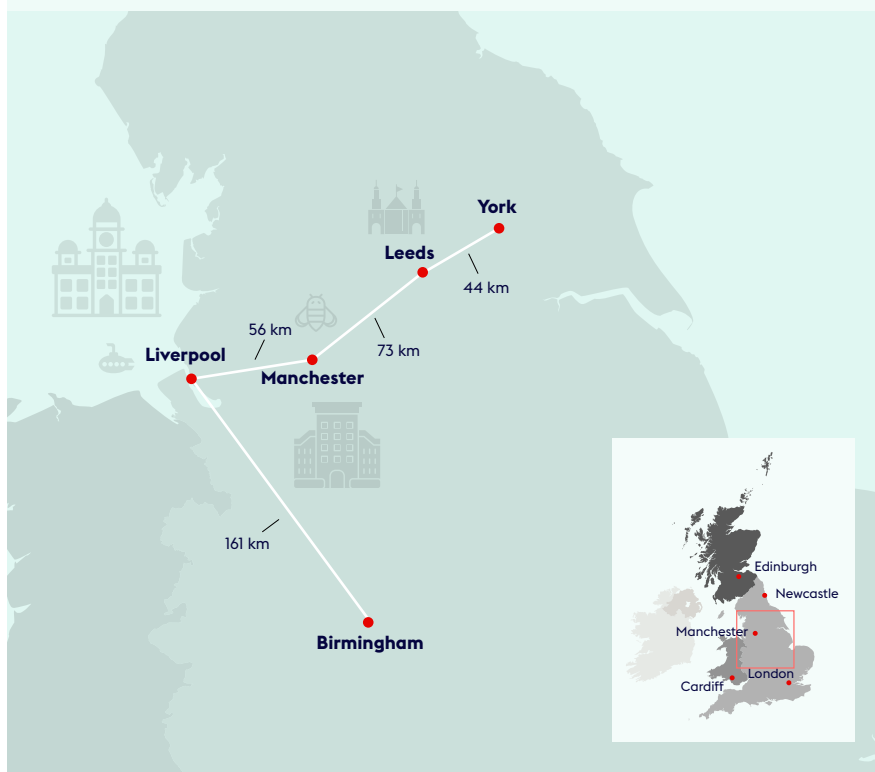 York
Leeds
44 km
56 km
73 km
Liverpool
Manchester
161 km
Birmingham
Edinburgh
Newcastle
Manchester
London
Cardiff